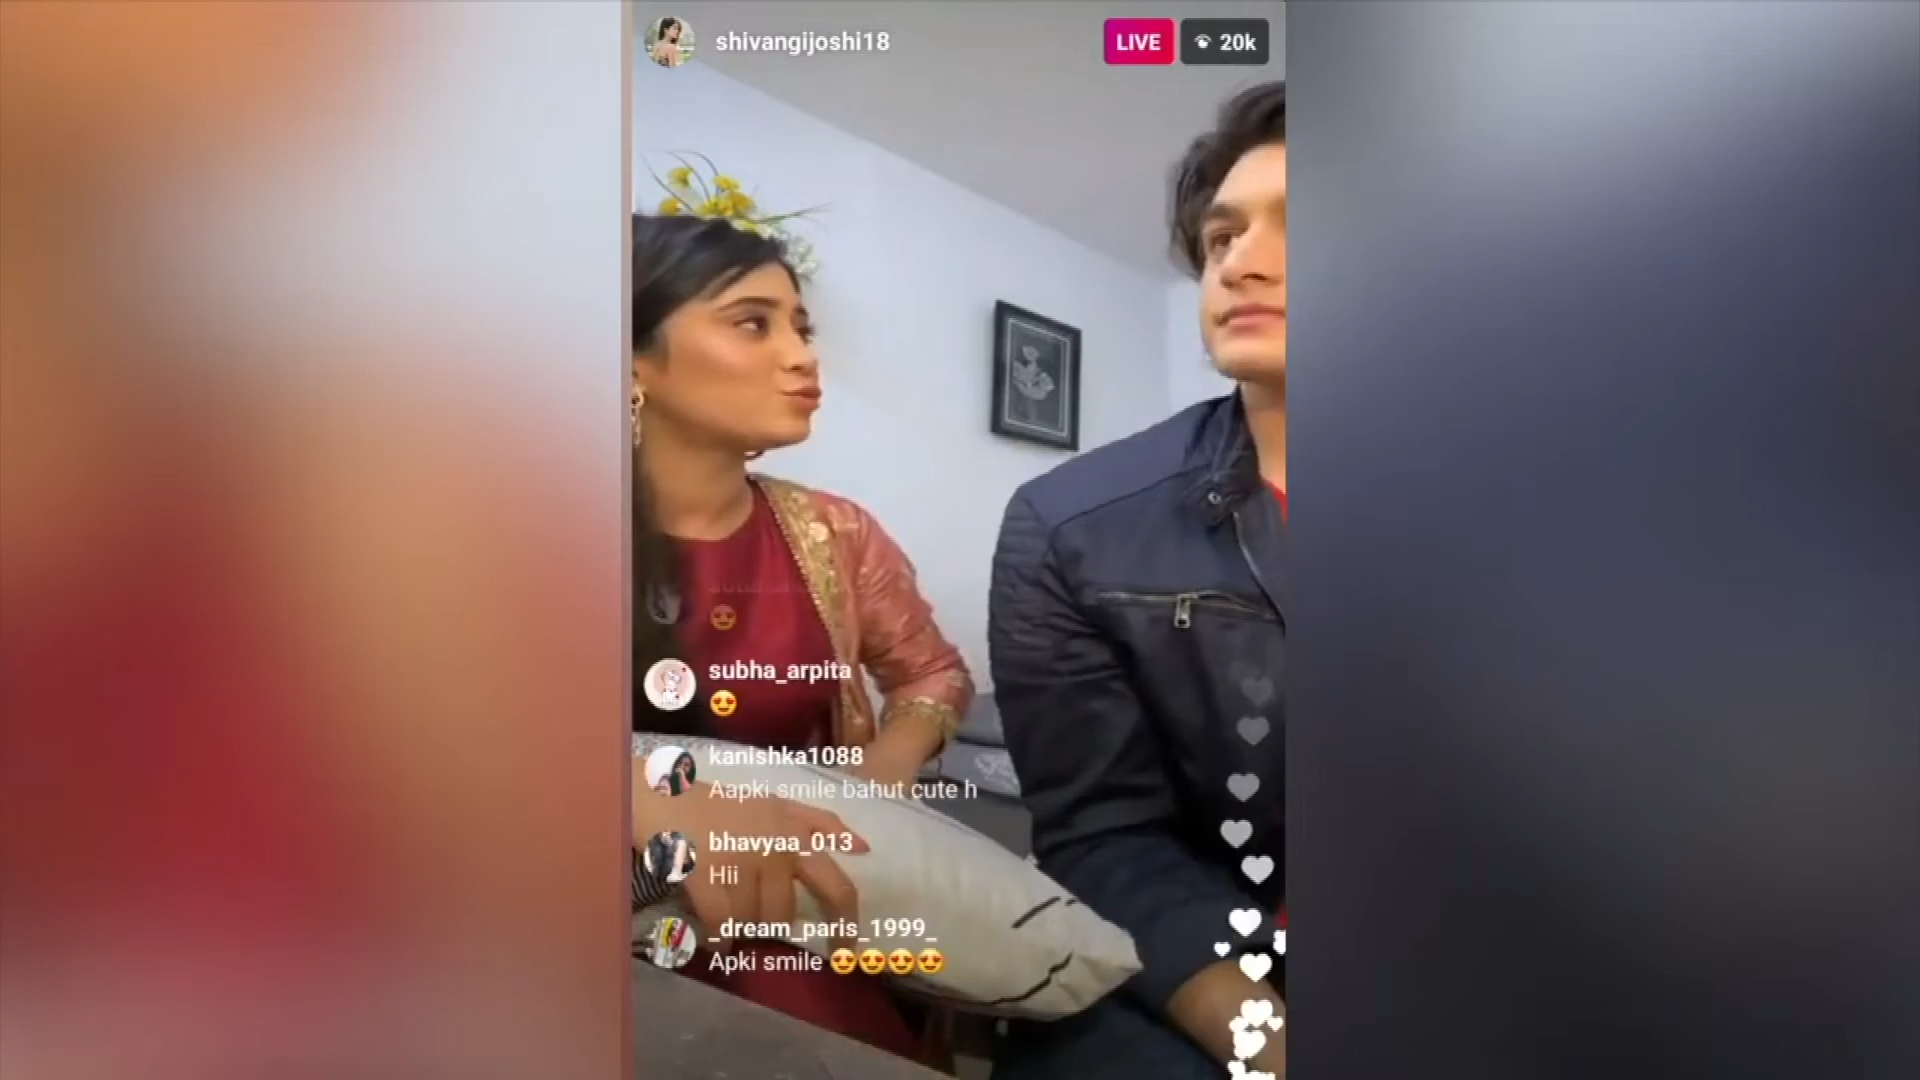 shivangijoshi18
LIVE
20k
subha_arpita
😍
kanishka1088
Aapki smile bahut cute h
bhavyaa_013
Hii
_dream_paris_1999_
Apki smile 😍😍😍😍